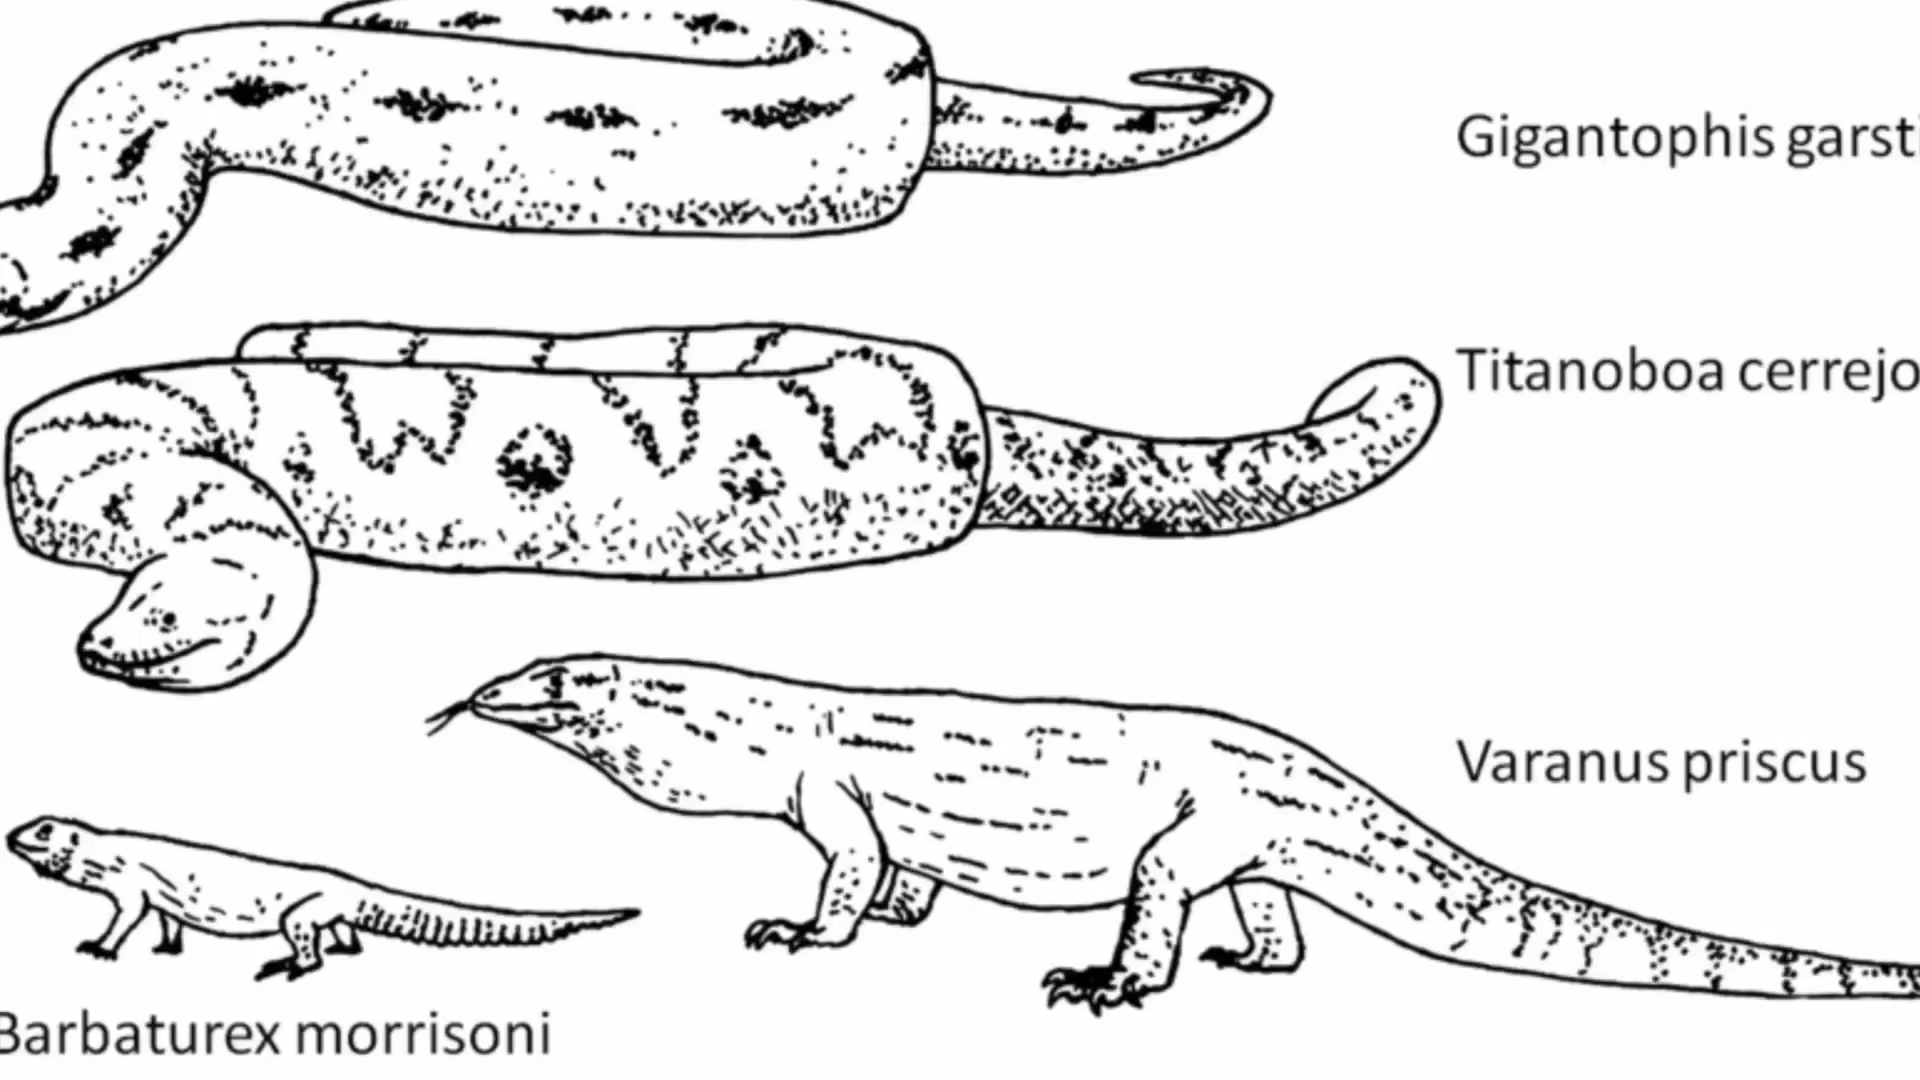 Gigantophis garsti
Titanoboa cerrejo
Varanus priscus
Barbaturex morrisoni